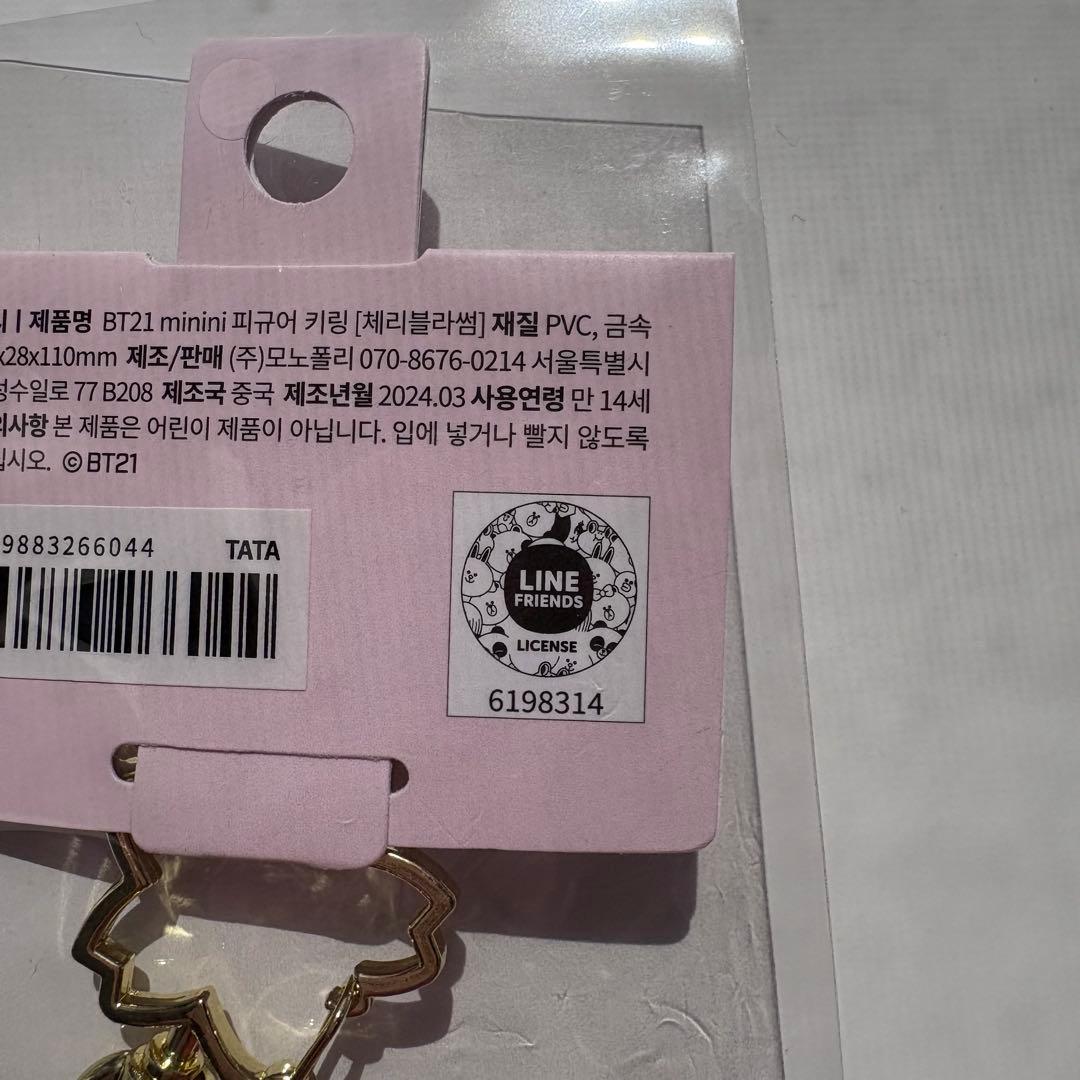 | 제품명 BT21 minini 피규어 키링 [체리블라썸] 재질 PVC, 금속
x28x110mm 제조/판매 (주)모노폴리 070-8676-0214 서울특별시
성수일로 77 B208 제조국 중국 제조년월 2024.03 사용연령 만 14세
의사항 본 제품은 어린이 제품이 아닙니다. 입에 넣거나 빨지 않도록
십시오. ©BT21
9883266044 TATA
LINE
FRIENDS
LICENSE
6198314